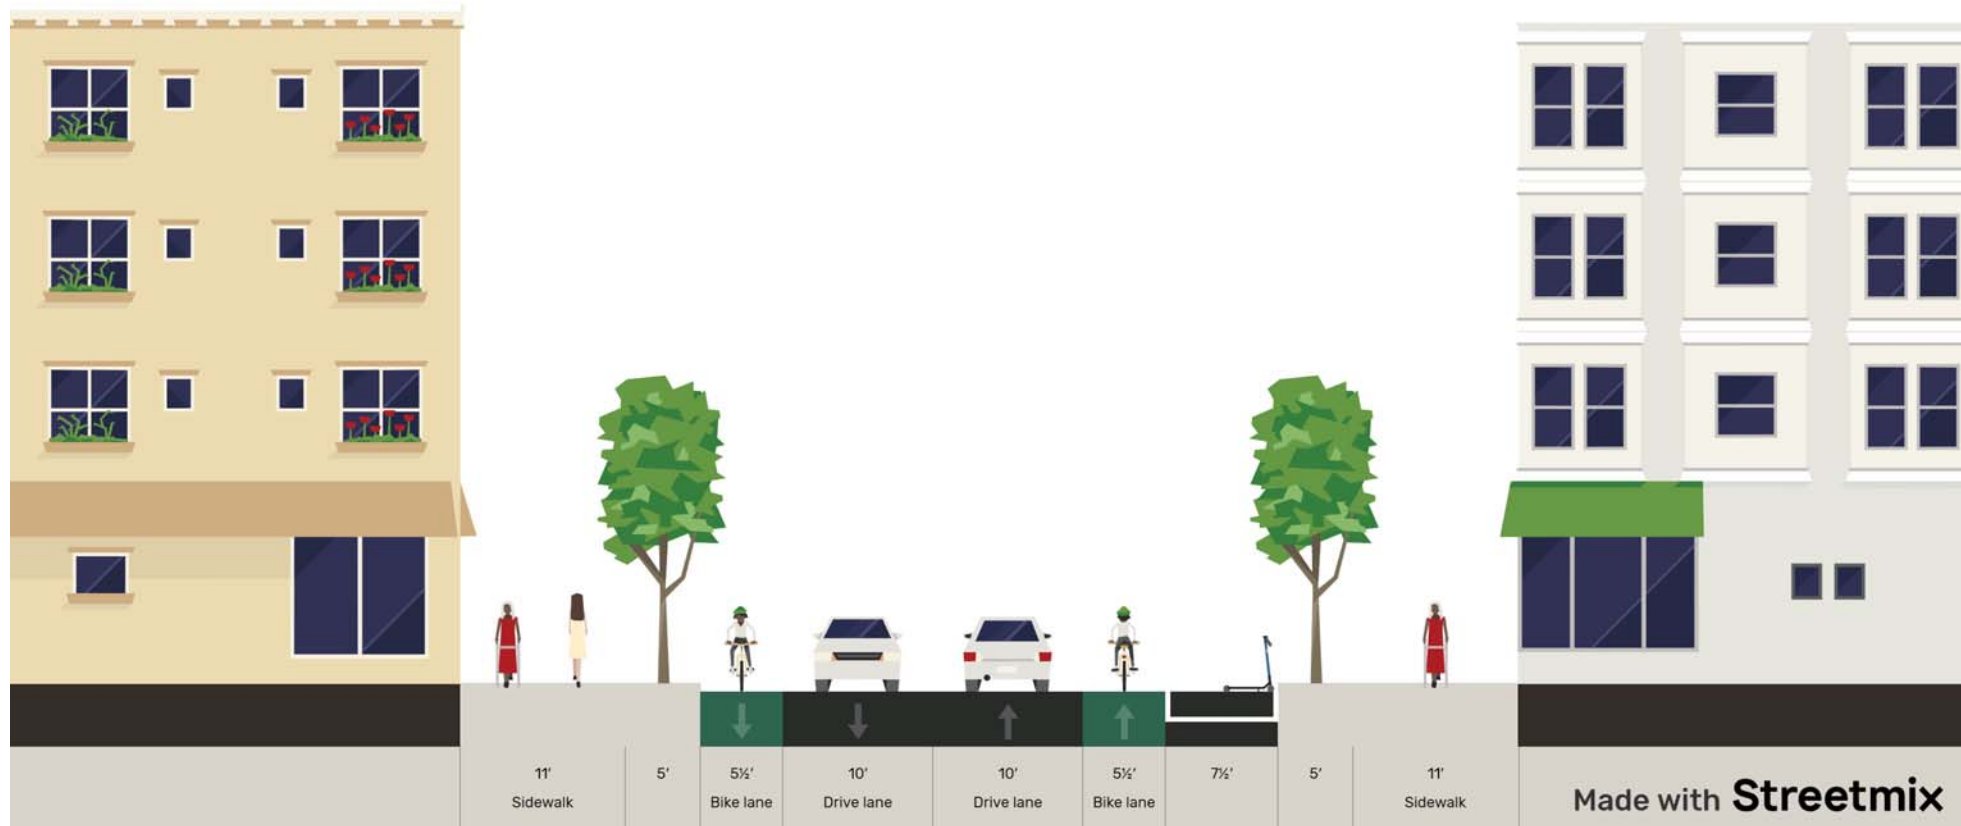 11′
5′
5½′
10′
10′
5½′
7½′
5′
11′
Sidewalk
Bike lane
Drive lane
Drive lane
Bike lane
Sidewalk
Made with Streetmix